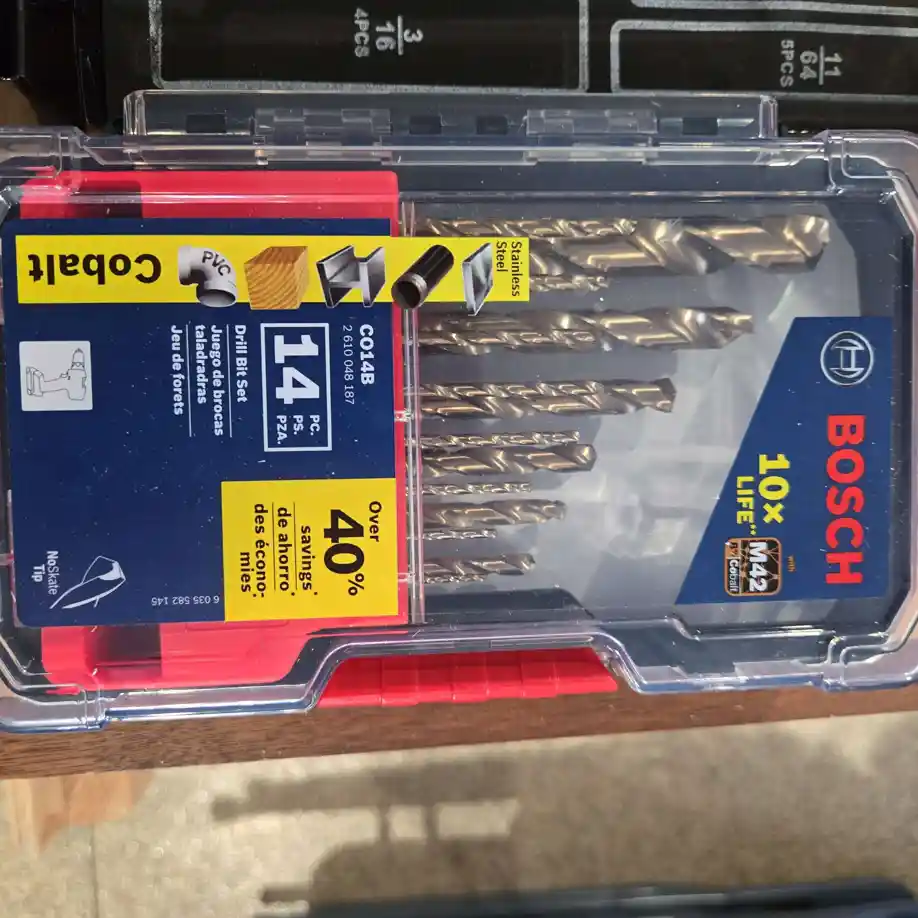 3
16
4PCS
11
64
5PCS
BOSCH
10x
LIFE**
with
M42
8% Cobalt
Stainless
Steel
PVC
Cobalt
CO14B
2 610 048 187
14
PC.
PS.
PZA.
Drill Bit Set
Juego de brocas
taladradras
Jeu de forets
Over
40%
savings*
de ahorro*
des écono-
mies*
NoSkate
Tip
6 035 582 145